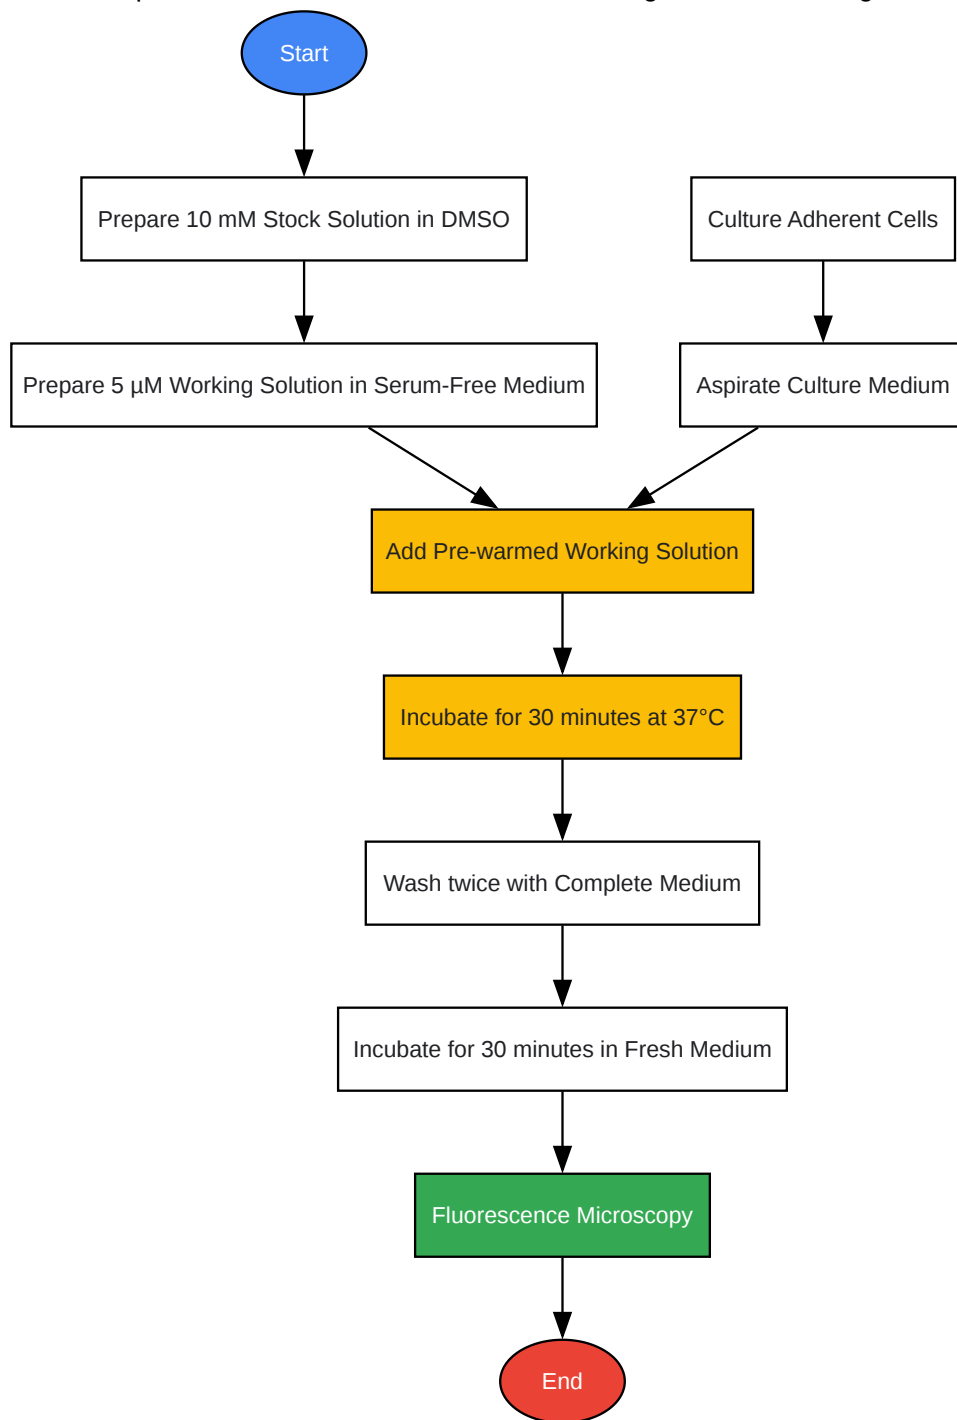 Start
Prepare 10 mM Stock Solution in DMSO
Culture Adherent Cells
Prepare 5 µM Working Solution in Serum-Free Medium
Aspirate Culture Medium
Add Pre-warmed Working Solution
Incubate for 30 minutes at 37°C
Wash twice with Complete Medium
Incubate for 30 minutes in Fresh Medium
Fluorescence Microscopy
End